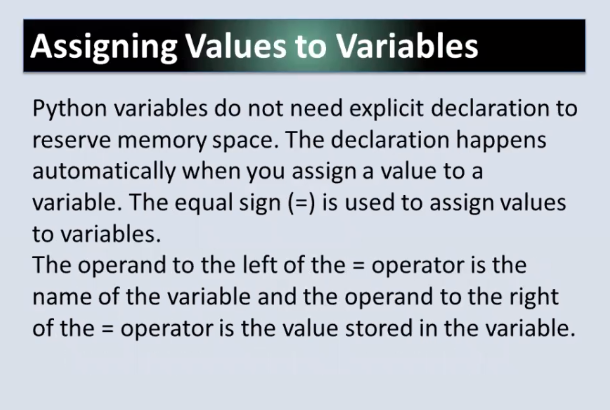 Assigning Values to Variables
Python variables do not need explicit declaration to
reserve memory space. The declaration happens
automatically when you assign a value to a
variable. The equal sign (=) is used to assign values
to variables.
The operand to the left of the = operator is the
name of the variable and the operand to the right
of the = operator is the value stored in the variable.